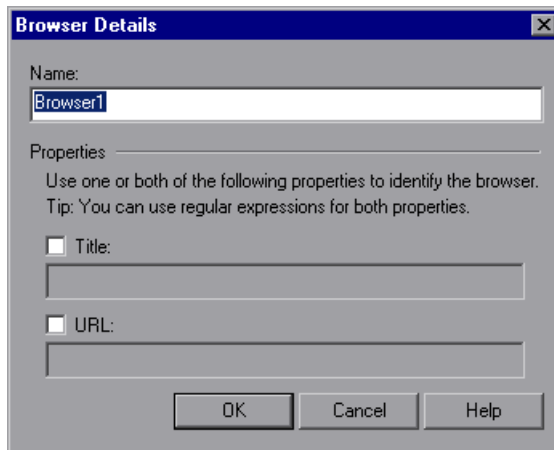 Browser Details
Name:
Browser1
Properties
Use one or both of the following properties to identify the browser.
Tip: You can use regular expressions for both properties.
Title:
URL:
OK Cancel Help